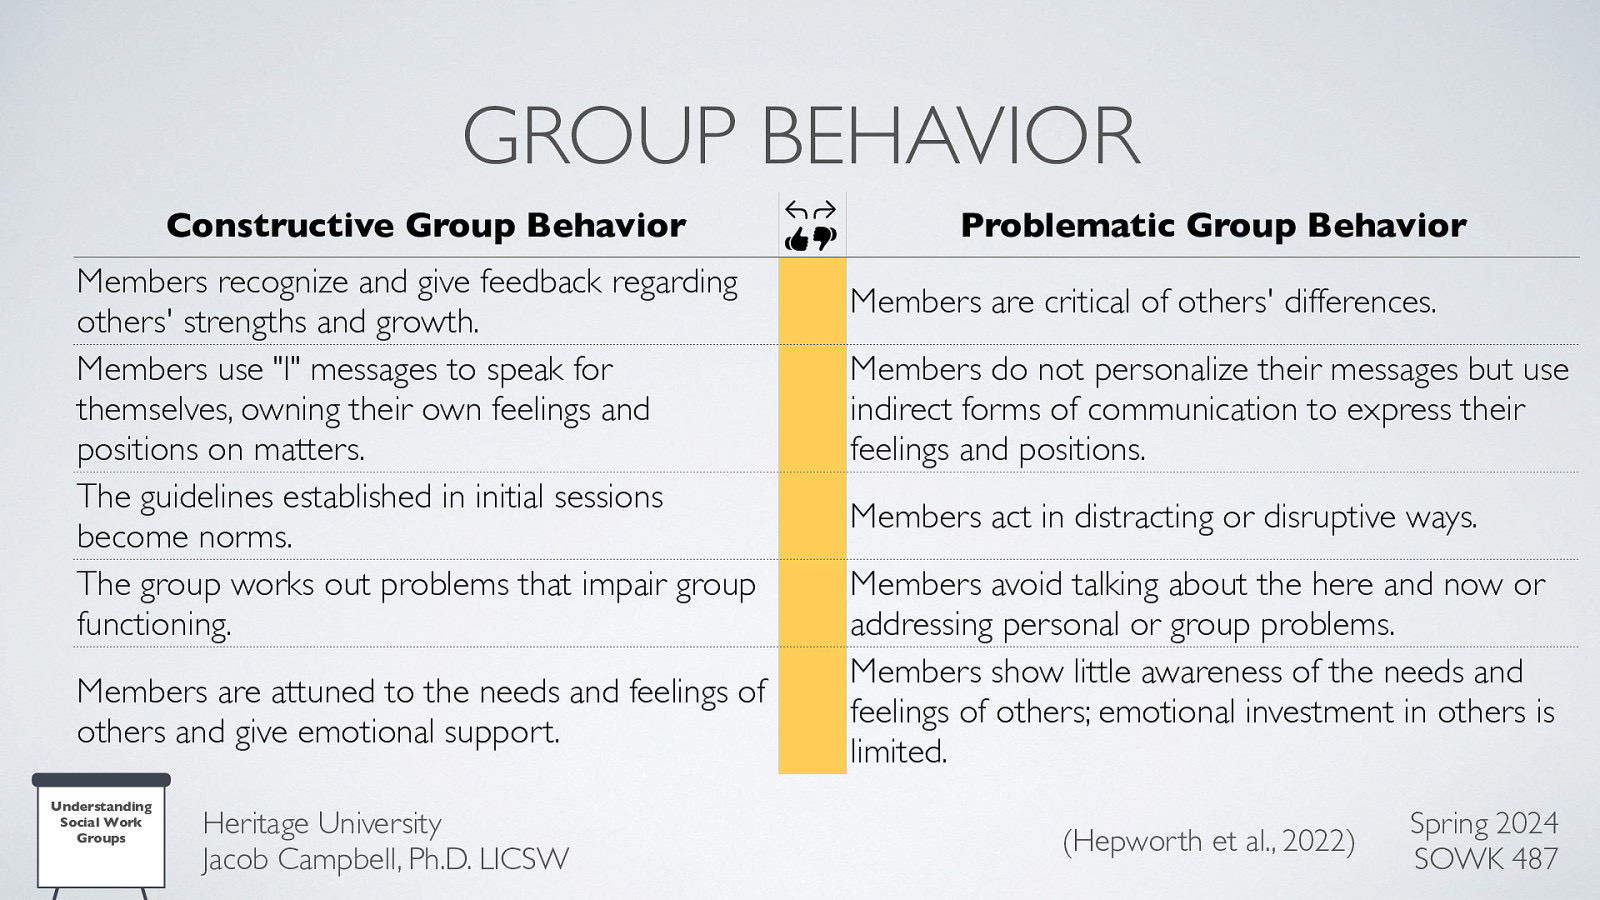 GROUP BEHAVIOR
Constructive Group Behavior
Problematic Group Behavior
Members recognize and give feedback regarding
others' strengths and growth.
Members are critical of others' differences.
Members use "I" messages to speak for
themselves, owning their own feelings and
positions on matters.
Members do not personalize their messages but use
indirect forms of communication to express their
feelings and positions.
The guidelines established in initial sessions
become norms.
Members act in distracting or disruptive ways.
The group works out problems that impair group
functioning.
Members avoid talking about the here and now or
addressing personal or group problems.
Members are attuned to the needs and feelings of
others and give emotional support.
Members show little awareness of the needs and
feelings of others; emotional investment in others is
limited.
Understanding
Social Work
Groups
Heritage University
Jacob Campbell, Ph.D. LICSW
(Hepworth et al., 2022)
Spring 2024
SOWK 487